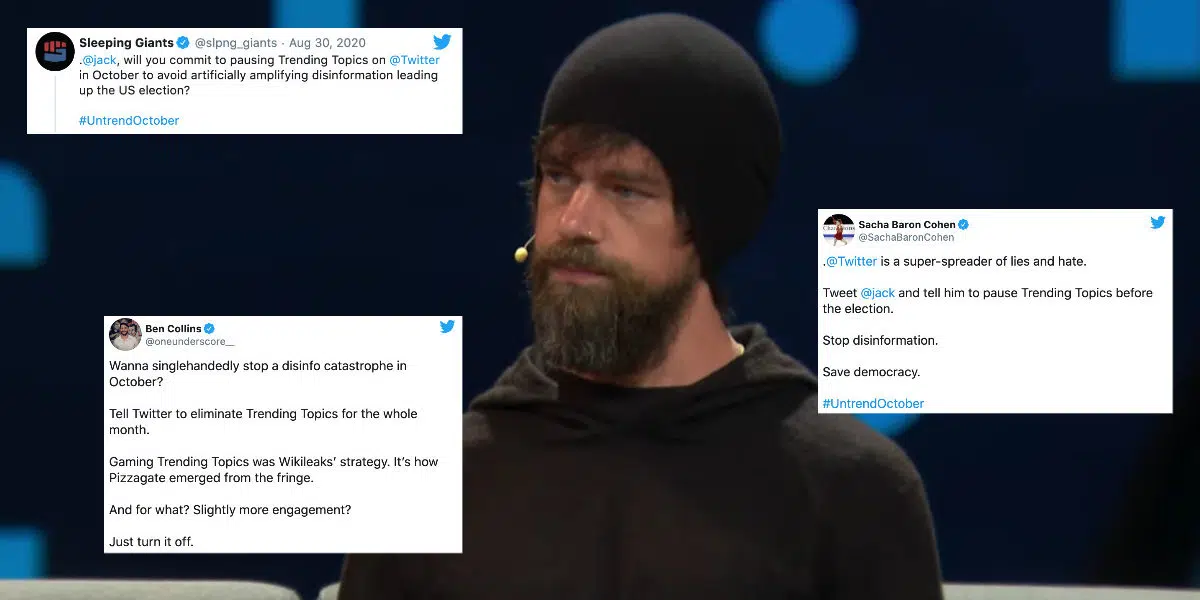 Sleeping Giants @slpng_giants · Aug 30, 2020
.@jack, will you commit to pausing Trending Topics on @Twitter
in October to avoid artificially amplifying disinformation leading
up the US election?
#UntrendOctober
Ben Collins
@oneunderscore__
Wanna singlehandedly stop a disinfo catastrophe in
October?
Tell Twitter to eliminate Trending Topics for the whole
month.
Gaming Trending Topics was Wikileaks’ strategy. It’s how
Pizzagate emerged from the fringe.
And for what? Slightly more engagement?
Just turn it off.
Sacha Baron Cohen
@SachaBaronCohen
.@Twitter is a super-spreader of lies and hate.
Tweet @jack and tell him to pause Trending Topics before
the election.
Stop disinformation.
Save democracy.
#UntrendOctober